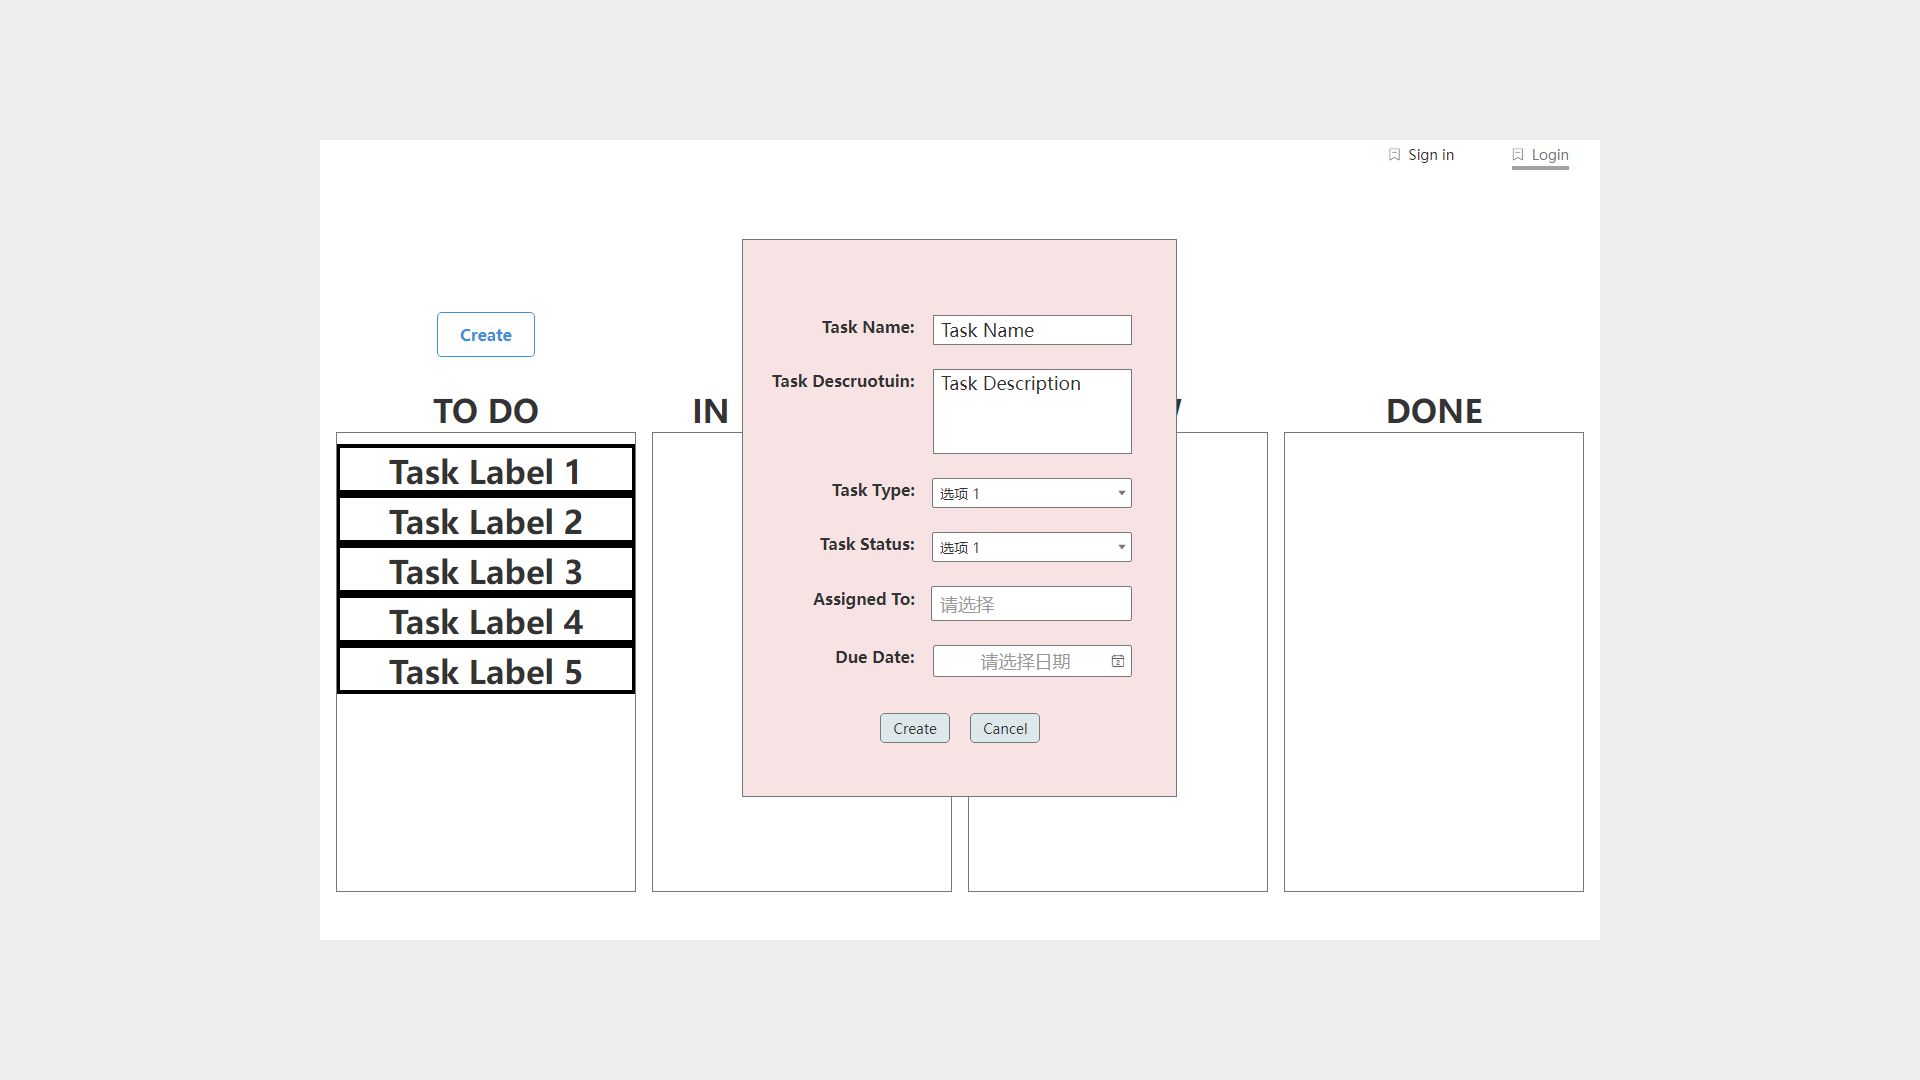 Sign in
Login
Create
TO DO
IN
DONE
Task Label 1
Task Label 2
Task Label 3
Task Label 4
Task Label 5
Task Name:
Task Name
Task Descruotuin:
Task Description
Task Type:
选项 1
Task Status:
选项 1
Assigned To:
请选择
Due Date:
请选择日期
Create
Cancel